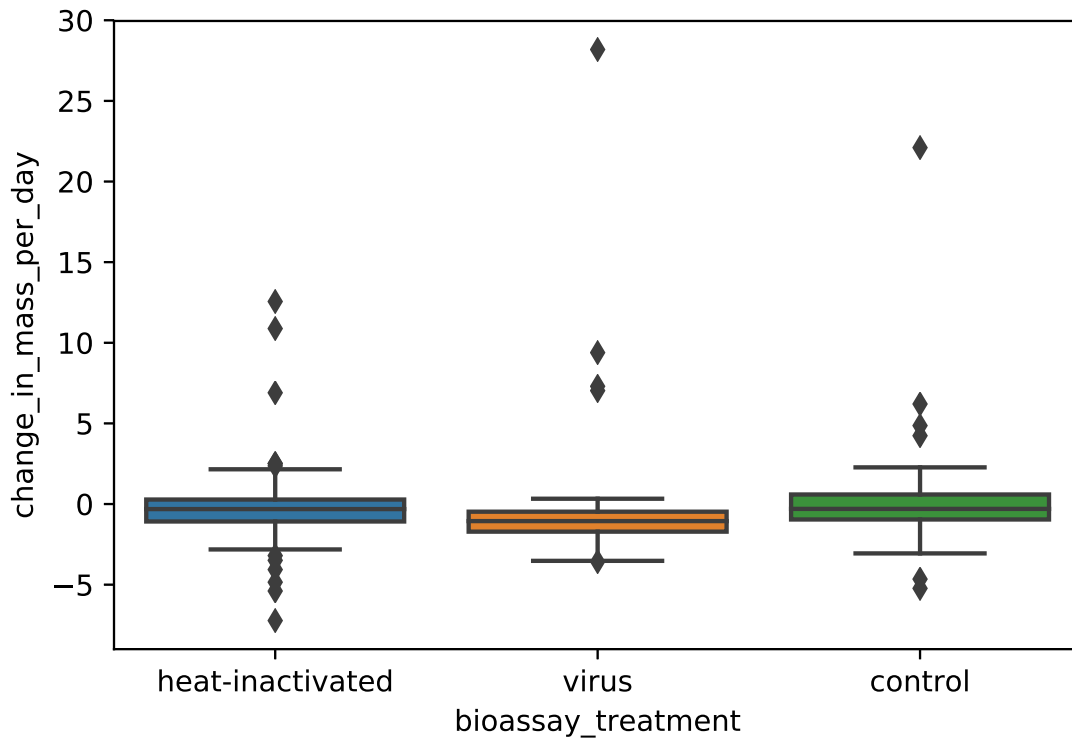 change_in_mass_per_day
30
25
20
15
10
5
0
−5
heat-inactivated virus control
bioassay_treatment